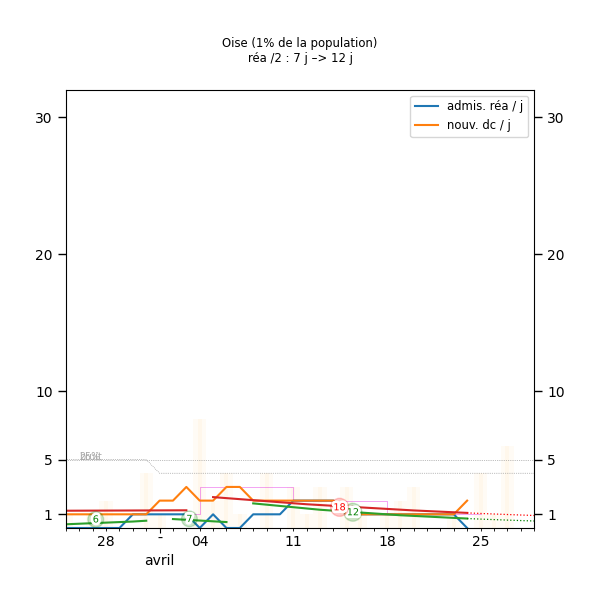 Oise (1% de la population)
réa /2 : 7 j –> 12 j
admis. réa / j
nouv. dc / j
30 30
20 20
10 10
5 5
1 1
25%
6 7 18 12
28 - 04 11 18 25
avril